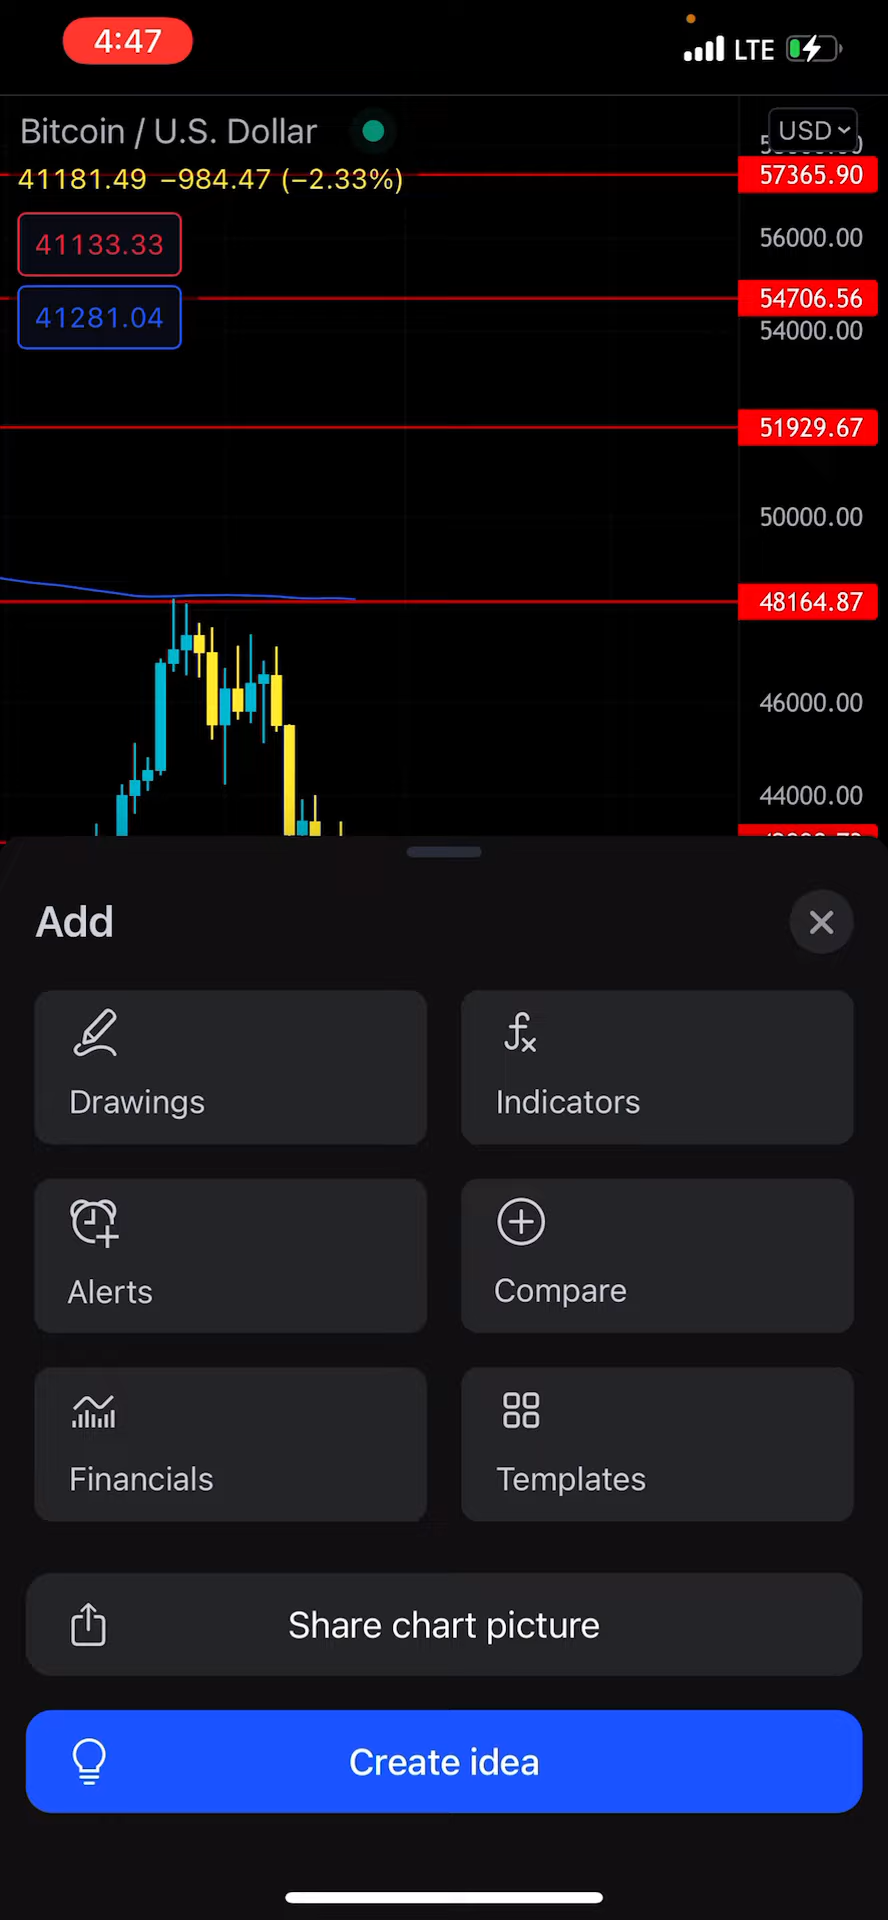 4:47
LTE
Bitcoin / U.S. Dollar
USD
41181.49 −984.47 (−2.33%)
57365.90
41133.33
56000.00
54706.56
41281.04
54000.00
51929.67
50000.00
48164.87
46000.00
44000.00
Add
Drawings
Indicators
Alerts
Compare
Financials
Templates
Share chart picture
Create idea